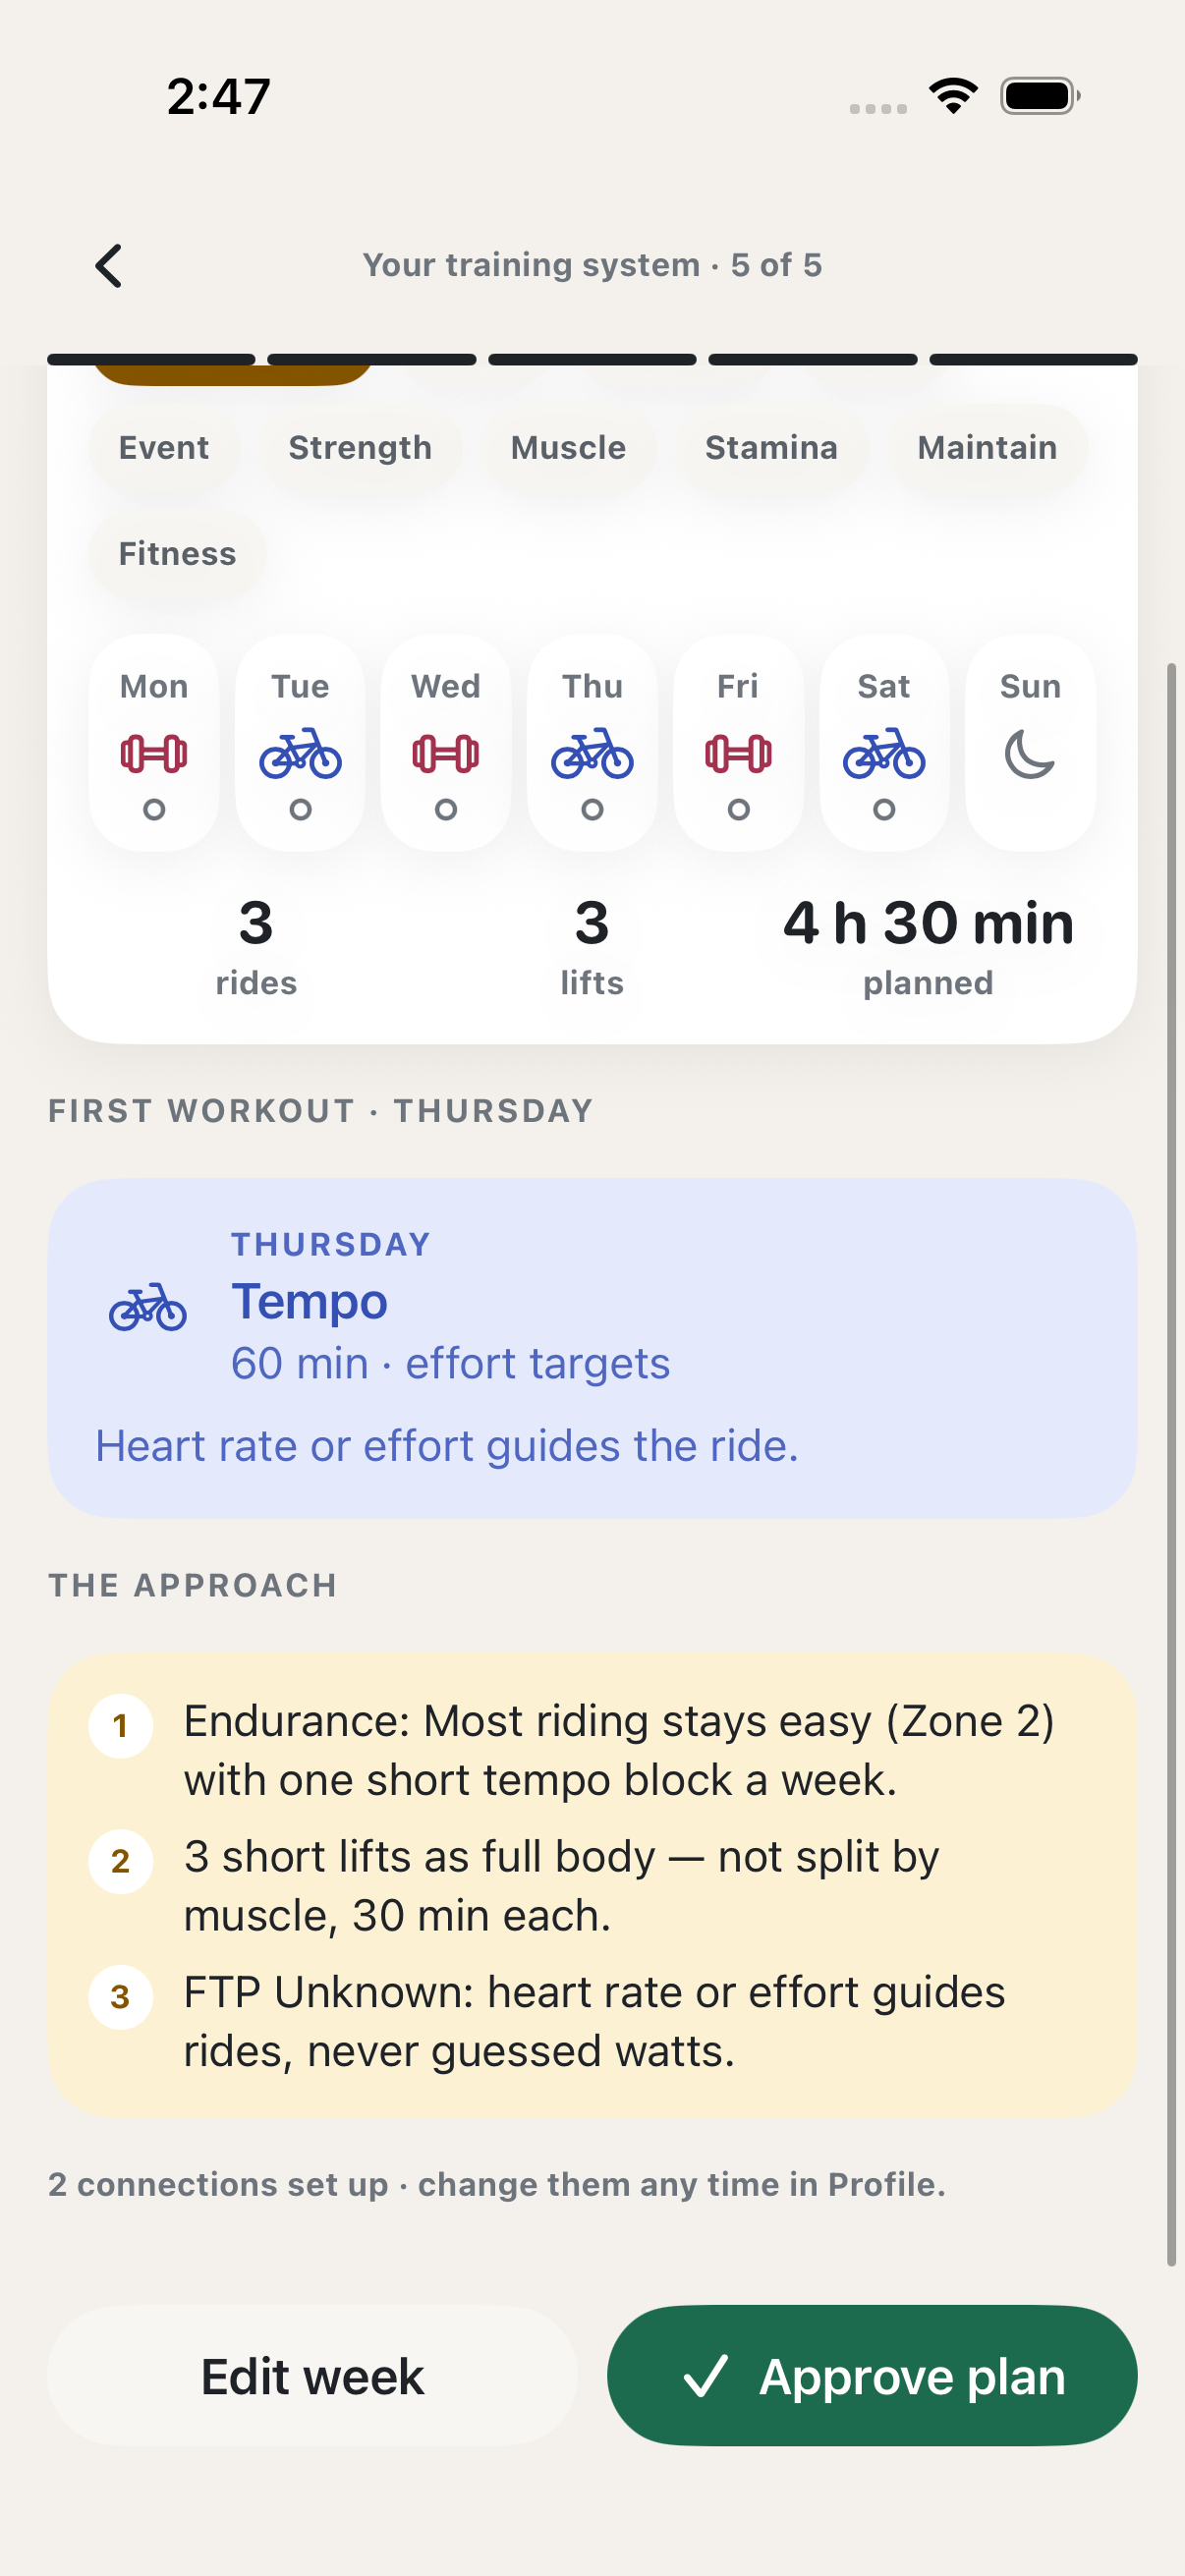 2:47
Your training system · 5 of 5
Event Strength Muscle Stamina Maintain
Fitness
Mon Tue Wed Thu Fri Sat Sun
3 3 4 h 30 min
rides lifts planned
FIRST WORKOUT · THURSDAY
THURSDAY
Tempo
60 min · effort targets
Heart rate or effort guides the ride.
THE APPROACH
1 Endurance: Most riding stays easy (Zone 2)
with one short tempo block a week.
2 3 short lifts as full body — not split by
muscle, 30 min each.
3 FTP Unknown: heart rate or effort guides
rides, never guessed watts.
2 connections set up · change them any time in Profile.
Edit week Approve plan